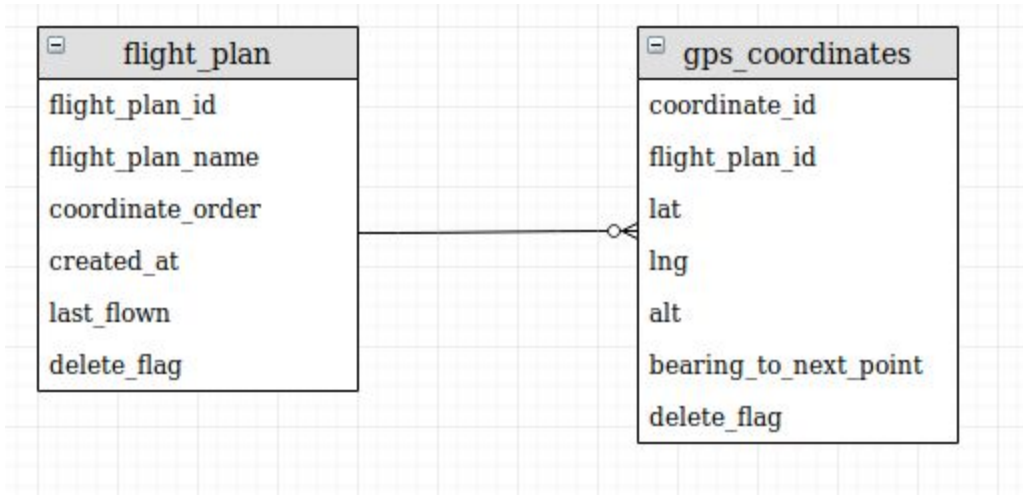 flight_plan
flight_plan_id
flight_plan_name
coordinate_order
created_at
last_flown
delete_flag
gps_coordinates
coordinate_id
flight_plan_id
lat
lng
alt
bearing_to_next_point
delete_flag